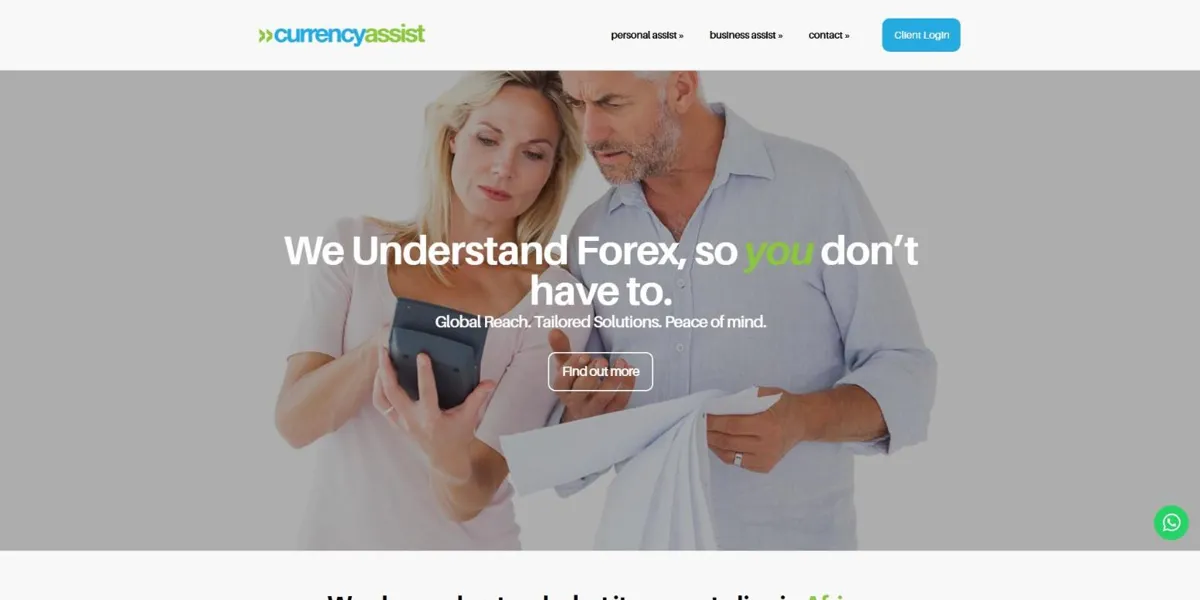 »currencyassist
personal assist »
business assist »
contact »
Client Login
We Understand Forex, so you don’t
have to.
Global Reach. Tailored Solutions. Peace of mind.
Find out more